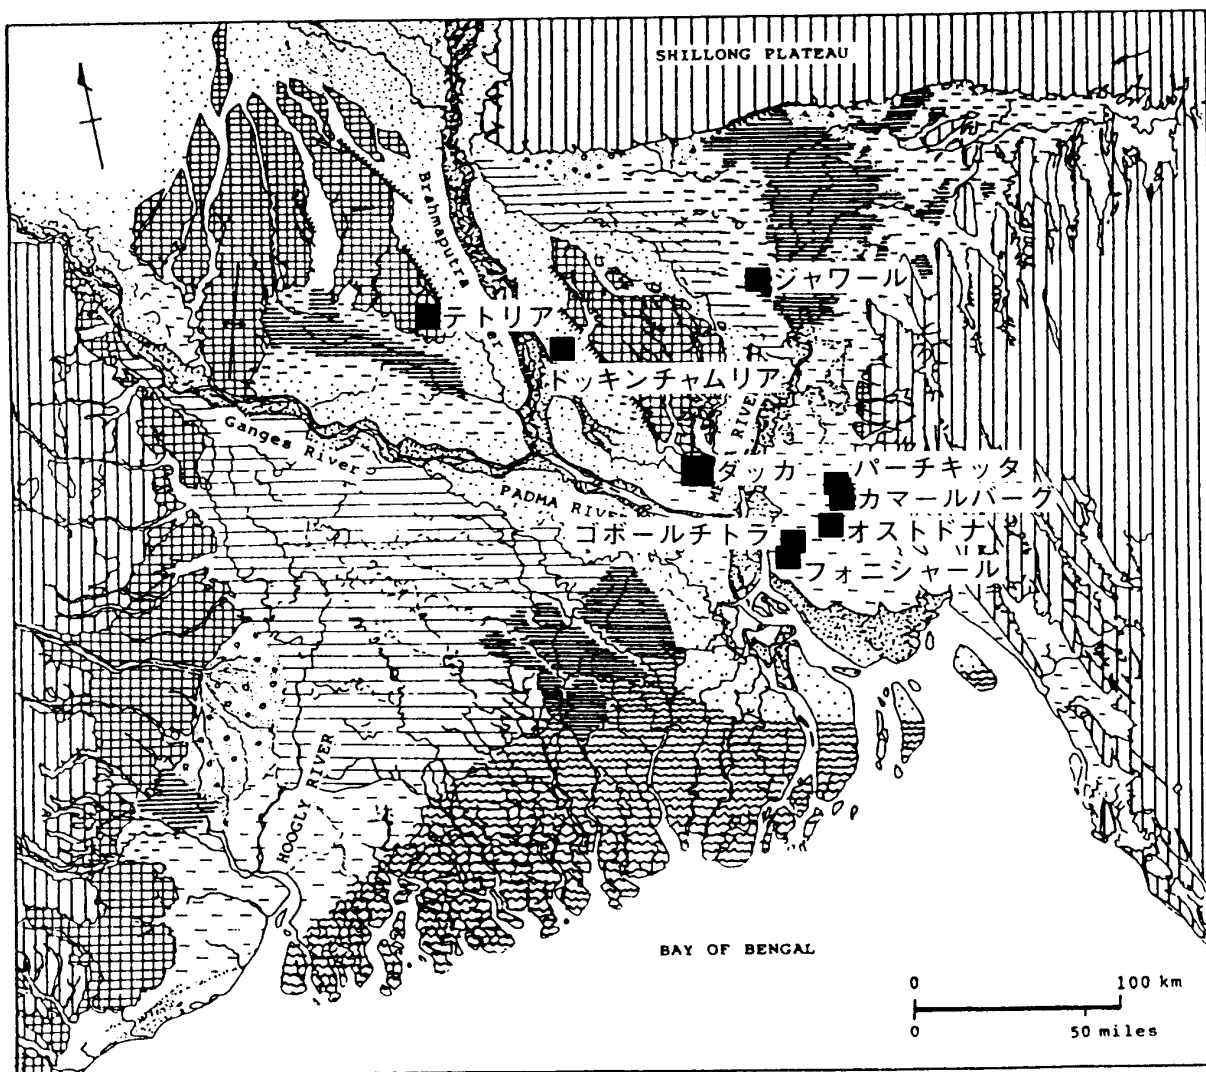 SHILLONG PLATEAU
Brahmaputra
ジャワール
テトリア
ドッキンチャムリア
RIVER
Ganges River
ダッカ
パーチキッタ
カマールバーグ
PADMA RIVER
ゴボールチトラ
オストドナ
フォニシャール
HOOGLY RIVER
BAY OF BENGAL
0 100 km
0 50 miles